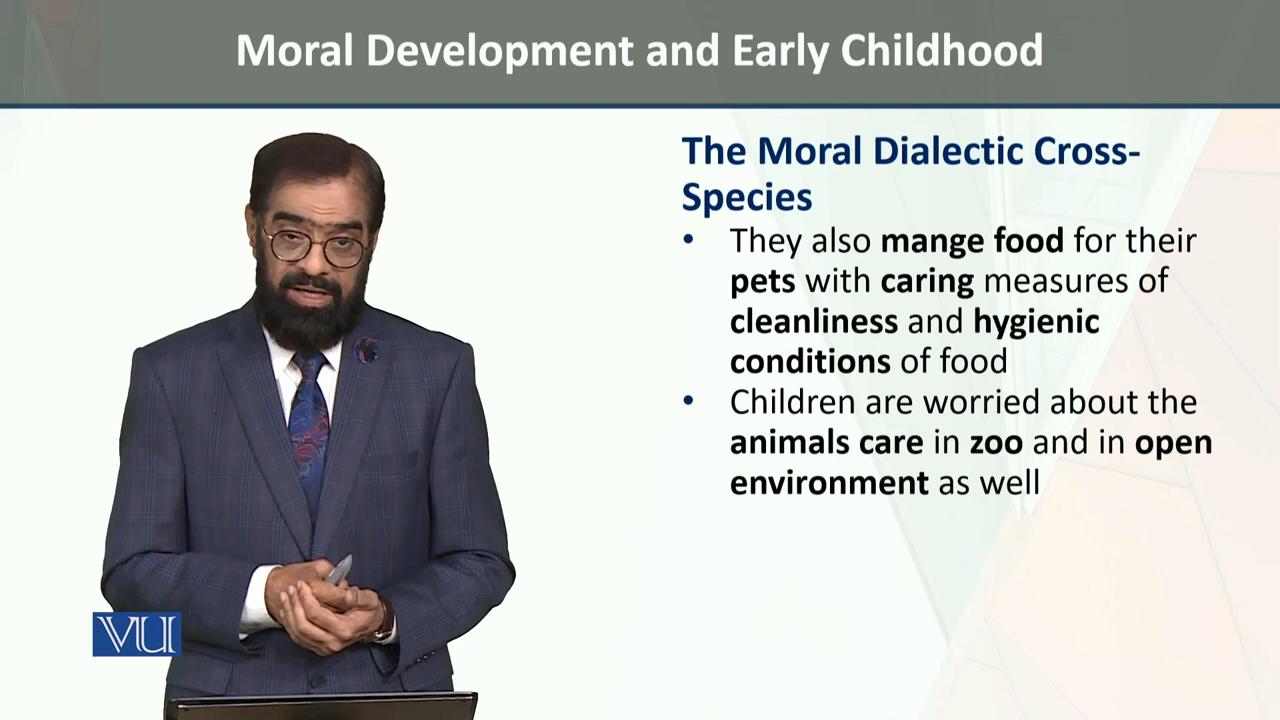 Moral Development and Early Childhood
The Moral Dialectic Cross-
Species
• They also mange food for their
pets with caring measures of
cleanliness and hygienic
conditions of food
• Children are worried about the
animals care in zoo and in open
environment as well
VU